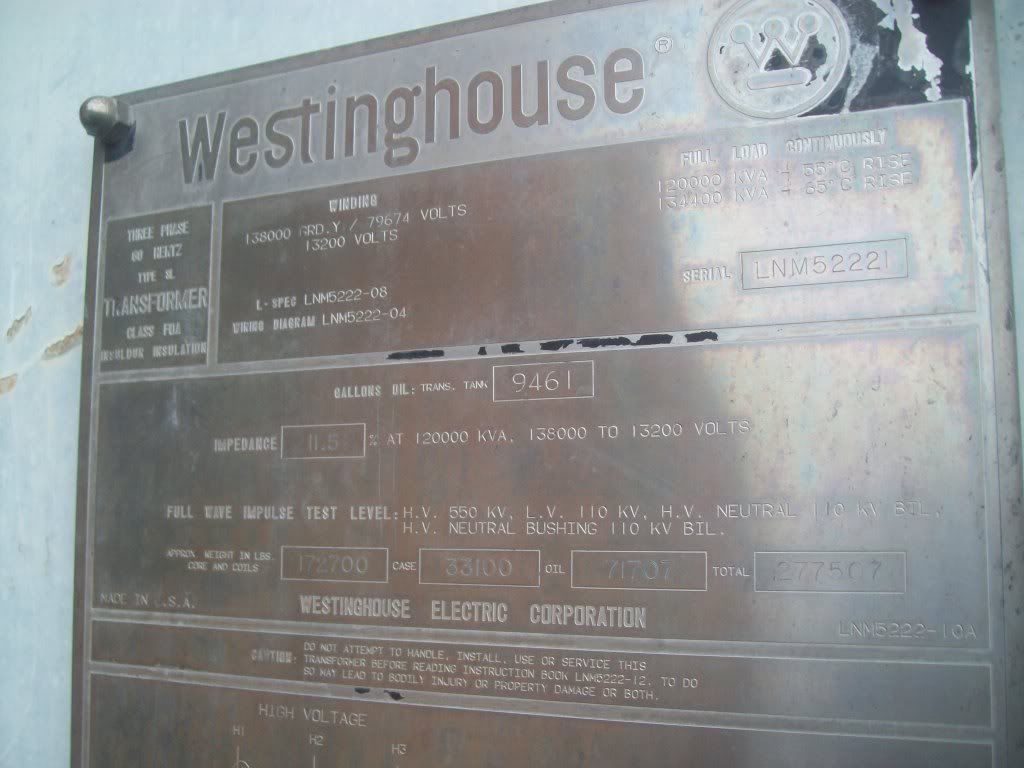 Westinghouse ®
W
FULL LOAD CONTINUOUSLY
120000 KVA - 55°C RISE
134400 KVA - 65°C RISE
WINDING
138000 GRD.Y / 79674 VOLTS
13200 VOLTS
THREE PHASE
60 HERTZ
TYPE SL
TRANSFORMER
CLASS FOA
INSULDUR INSULATION
SERIAL LNM52221
L-SPEC LNM5222-08
WIRING DIAGRAM LNM5222-04
GALLONS OIL: TRANS. TANK 9461
IMPEDANCE 11.5 % AT 120000 KVA, 138000 TO 13200 VOLTS
FULL WAVE IMPULSE TEST LEVEL: H.V. 550 KV, L.V. 110 KV, H.V. NEUTRAL 110 KV BIL,
H.V. NEUTRAL BUSHING 110 KV BIL.
APPROX. WEIGHT IN LBS.
CORE AND COILS 172700 CASE 33100 OIL 71707 TOTAL 277507
MADE IN U.S.A.
WESTINGHOUSE ELECTRIC CORPORATION
LNM5222-10A
CAUTION: DO NOT ATTEMPT TO HANDLE, INSTALL, USE OR SERVICE THIS
TRANSFORMER BEFORE READING INSTRUCTION BOOK LNM5222-12. TO DO
SO MAY LEAD TO BODILY INJURY OR PROPERTY DAMAGE OR BOTH.
HIGH VOLTAGE
H1
H2
H3